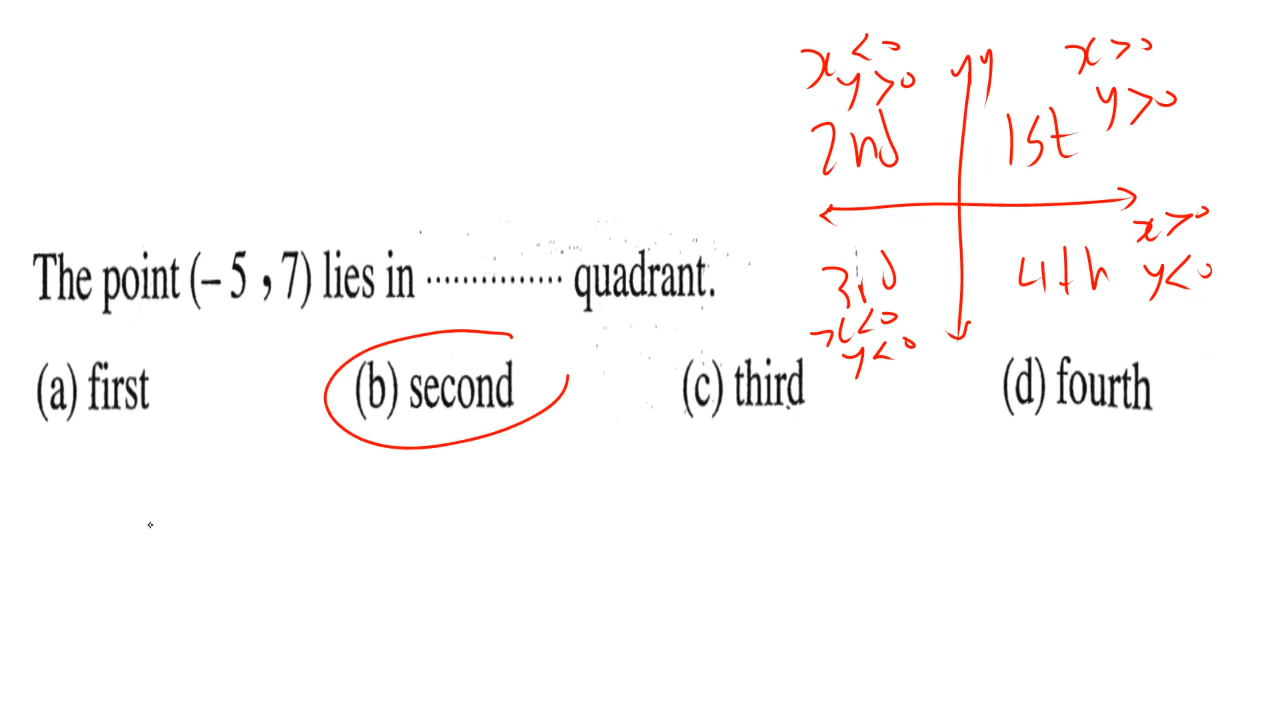 x<0
y>0
2nd
y y
x>0
y>0
1st
The point (– 5 , 7) lies in .............. quadrant.
3rd
x<0
y<0
4th
x>0
y<0
(a) first
(b) second
(c) third
(d) fourth